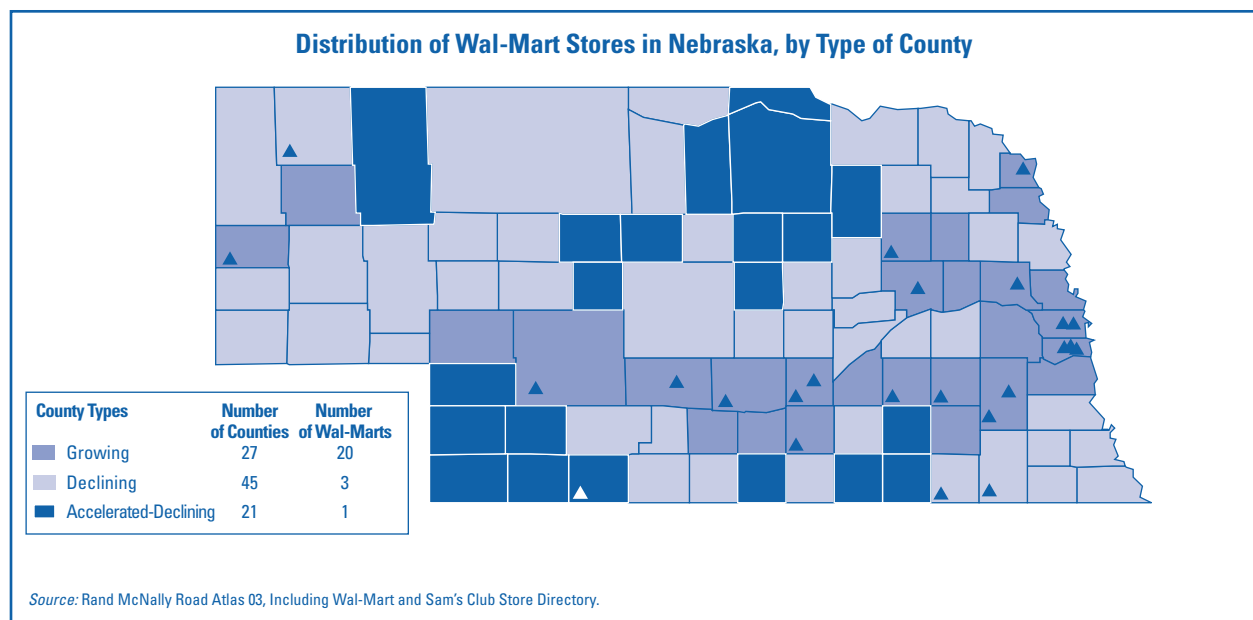 Distribution of Wal-Mart Stores in Nebraska, by Type of County
County Types Number of Counties Number of Wal-Marts
Growing 27 20
Declining 45 3
Accelerated-Declining 21 1
Source: Rand McNally Road Atlas 03, Including Wal-Mart and Sam's Club Store Directory.